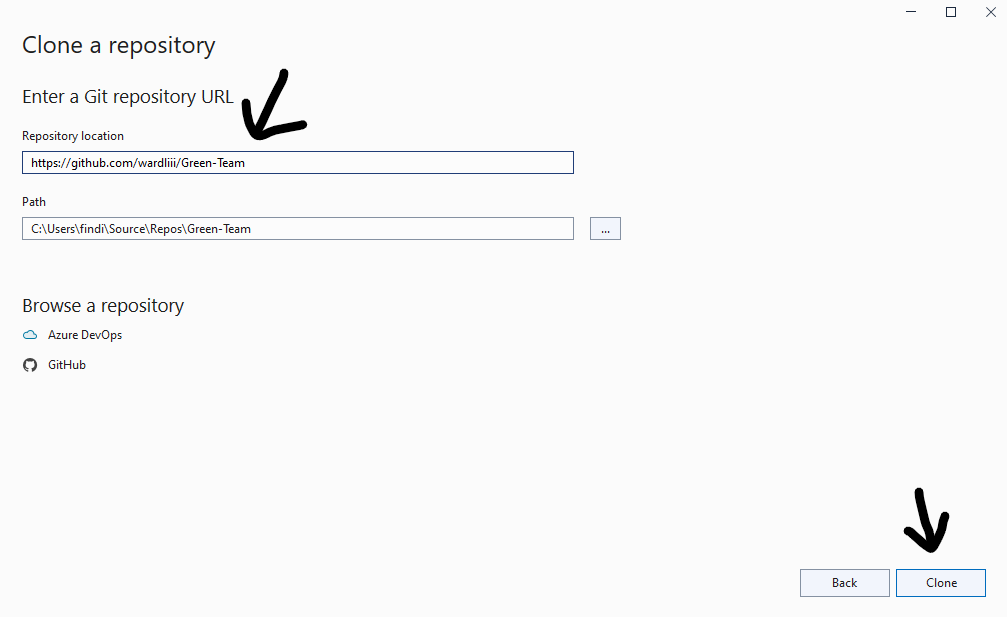 Clone a repository
Enter a Git repository URL
Repository location
https://github.com/wardliii/Green-Team
Path
C:\Users\findi\Source\Repos\Green-Team
...
Browse a repository
Azure DevOps
GitHub
Back
Clone